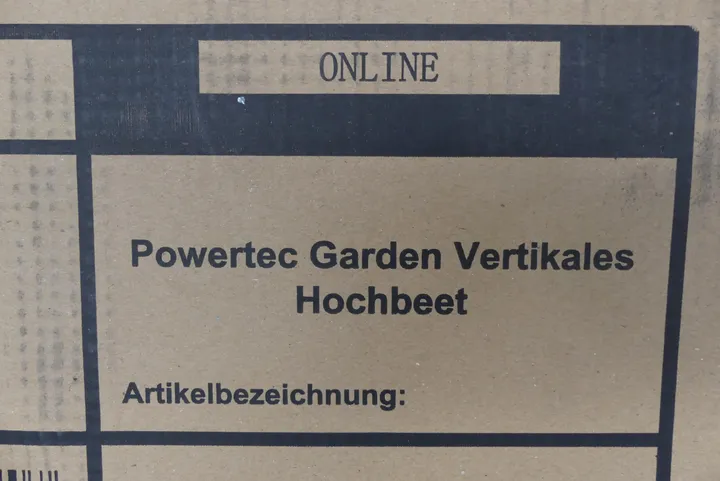 ONLINE
Powertec Garden Vertikales
Hochbeet
Artikelbezeichnung: